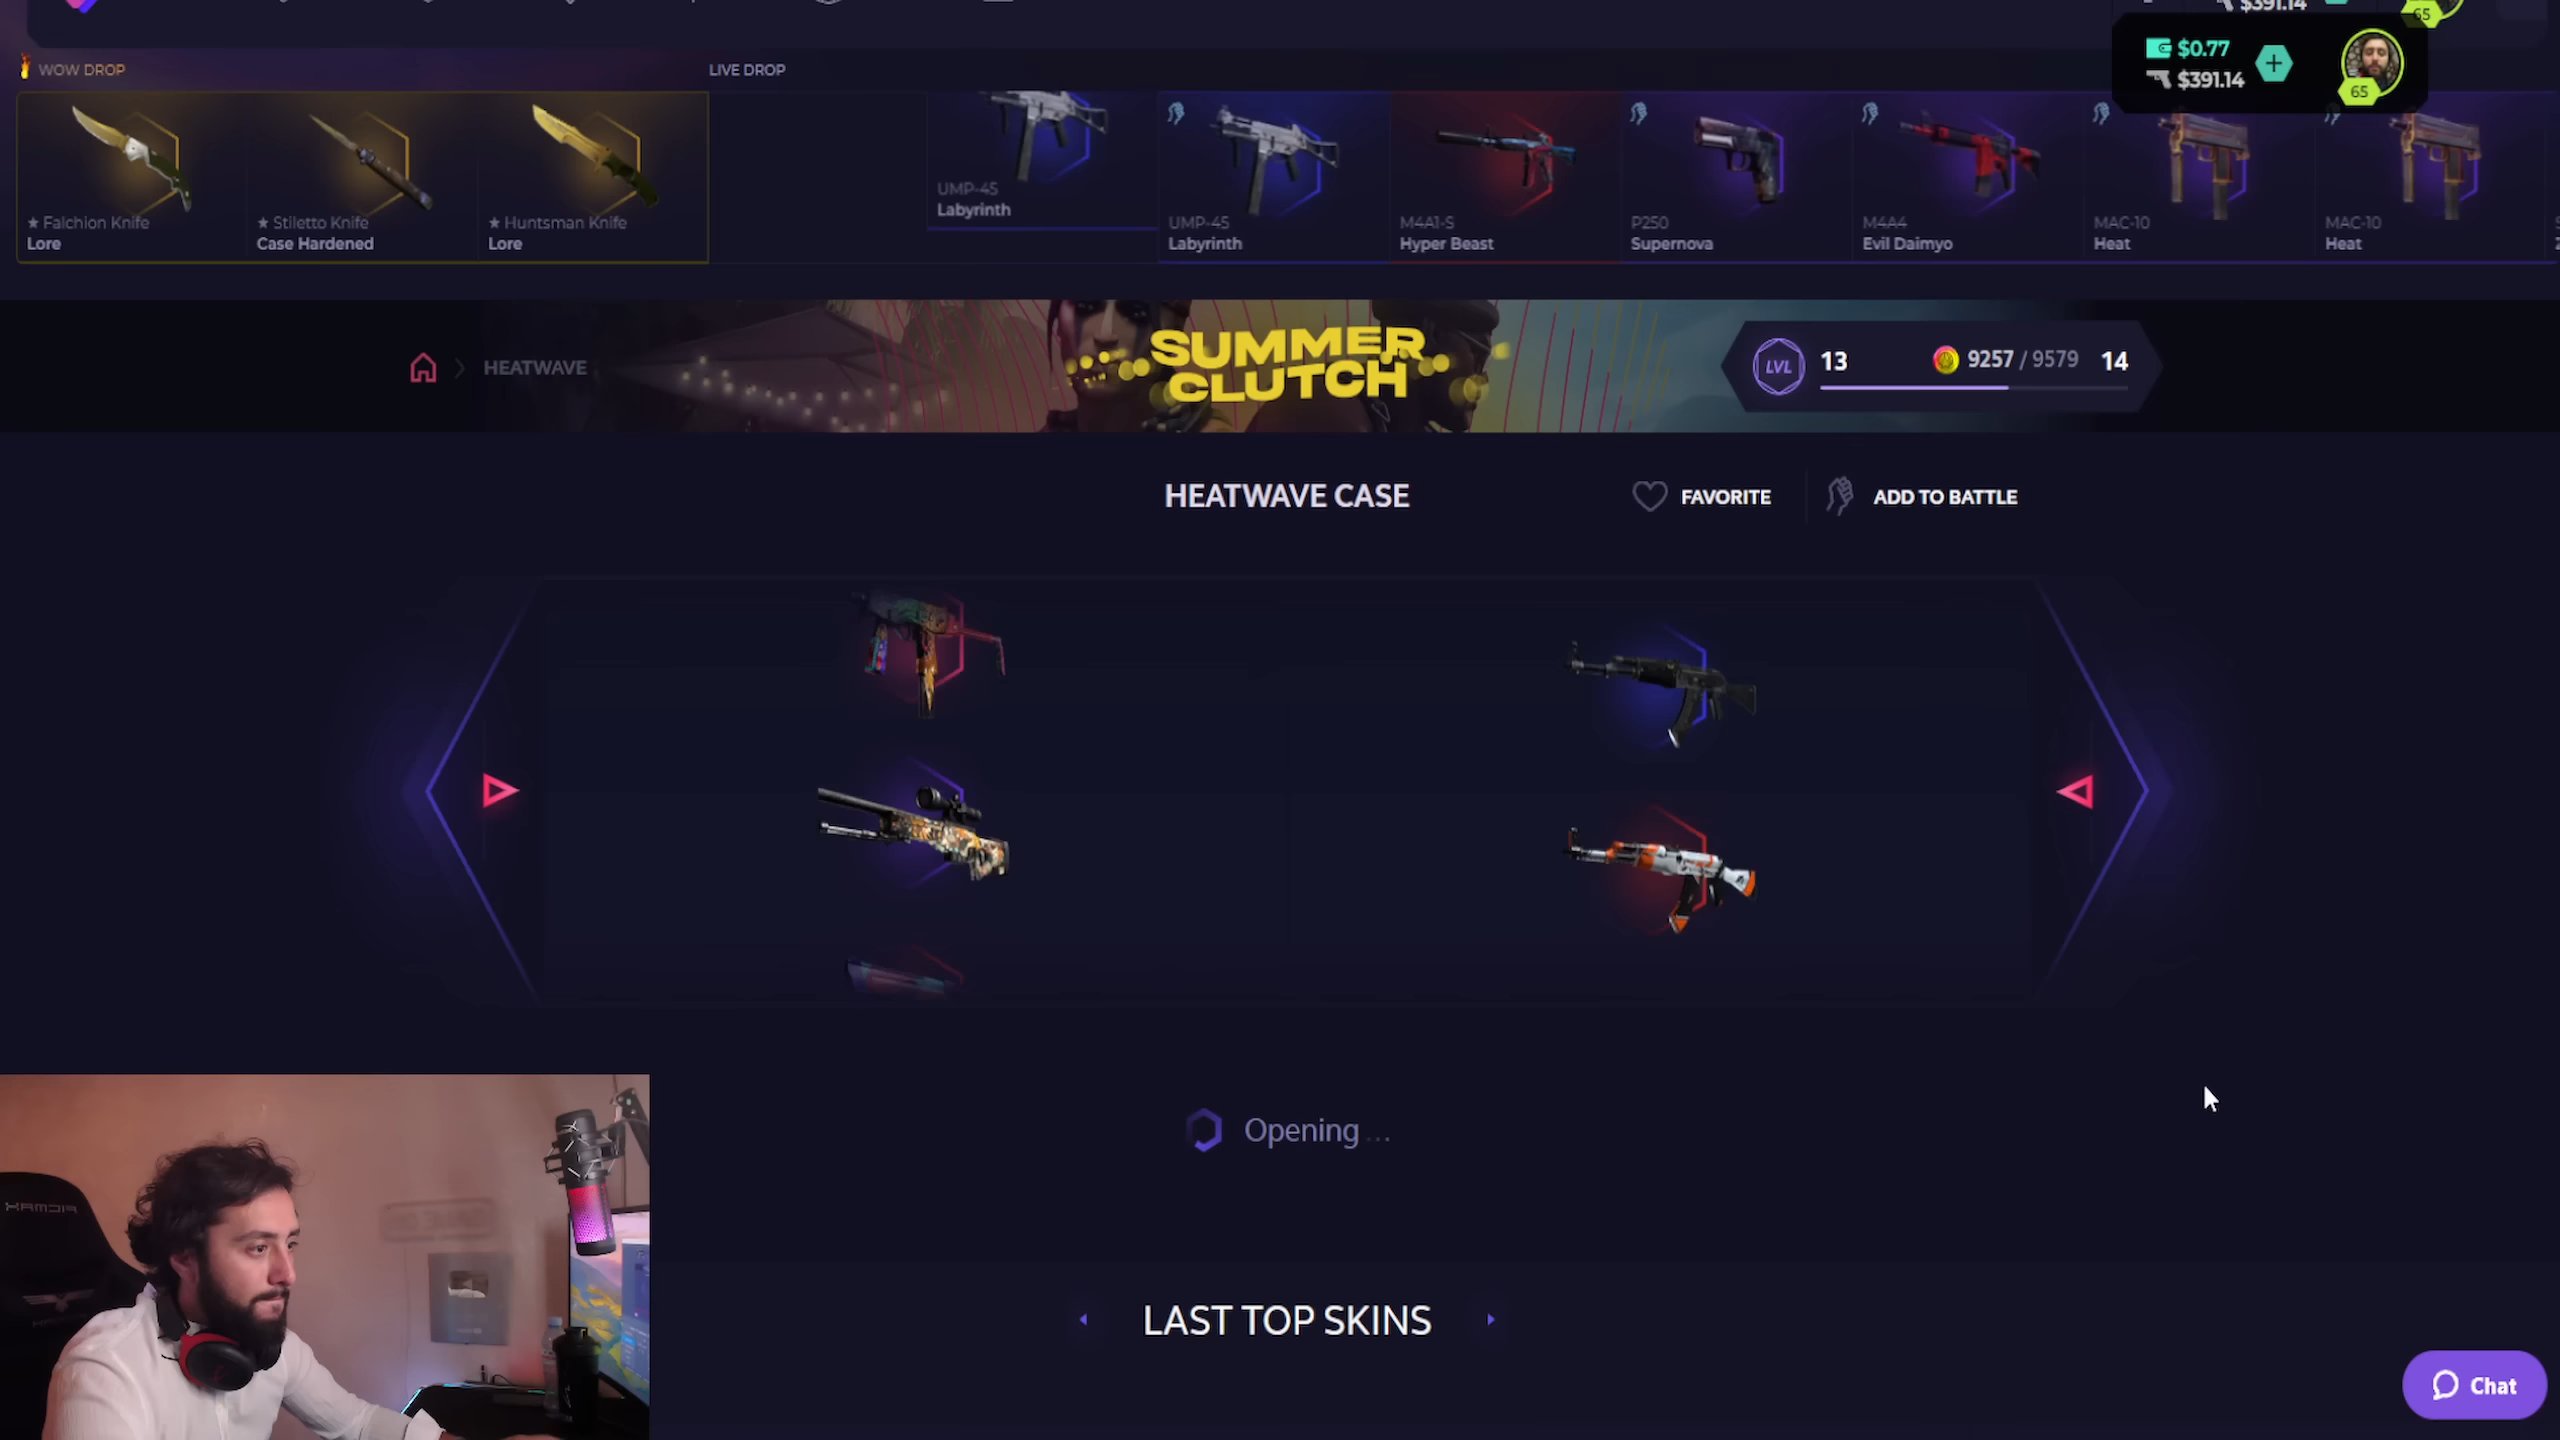 $391.14
65
$0.77
$391.14
65
WOW DROP
LIVE DROP
★ Falchion Knife
Lore
★ Stiletto Knife
Case Hardened
★ Huntsman Knife
Lore
UMP-45
Labyrinth
UMP-45
Labyrinth
M4A1-S
Hyper Beast
P250
Supernova
M4A4
Evil Daimyo
MAC-10
Heat
MAC-10
Heat
HEATWAVE
SUMMER
CLUTCH
LVL
13
9257 / 9579
14
HEATWAVE CASE
FAVORITE
ADD TO BATTLE
Opening ...
LAST TOP SKINS
Chat